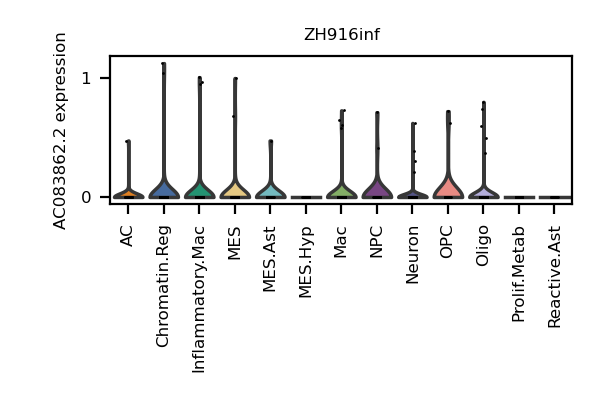 ZH916inf
AC083862.2 expression
1
0
AC
Chromatin.Reg
Inflammatory.Mac
MES
MES.Ast
MES.Hyp
Mac
NPC
Neuron
OPC
Oligo
Prolif.Metab
Reactive.Ast